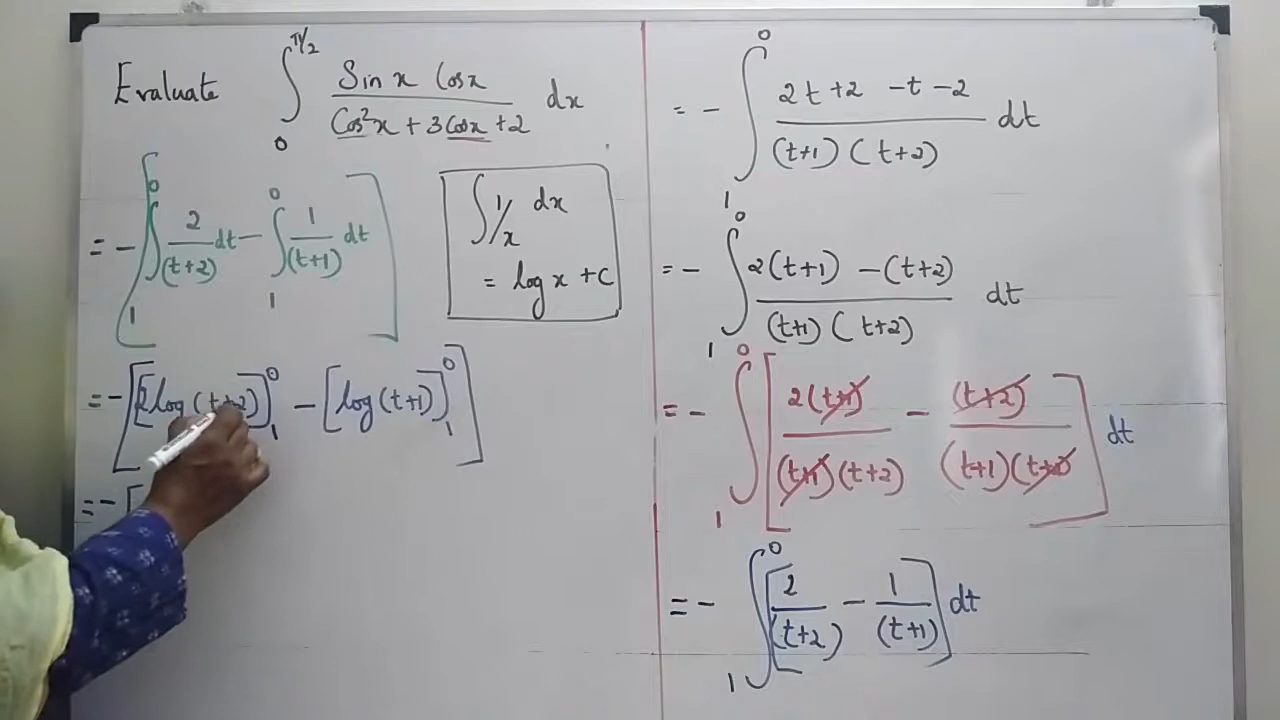 Evaluate ∫₀^{π/2} Sin x Cos x / (Cos²x + 3 Cos x + 2) dx
= - [ ∫₁⁰ 2/(t+2) dt - ∫₁⁰ 1/(t+1) dt ]
∫ 1/x dx
= log x + C
= - [ [2 log (t+2)]₁⁰ - [log (t+1)]₁⁰ ]
= - [
= - ∫₁⁰ (2t + 2 - t - 2) / ((t+1) (t+2)) dt
= - ∫₁⁰ (2(t+1) - (t+2)) / ((t+1) (t+2)) dt
= - ∫₁⁰ [ 2(t+1) / ((t+1)(t+2)) - (t+2) / ((t+1)(t+2)) ] dt
= - ∫₁⁰ [ 2/(t+2) - 1/(t+1) ] dt